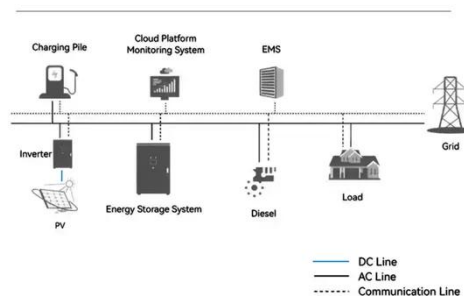 Charging Pile
Cloud Platform
Monitoring System
EMS
Grid
Inverter
PV
Energy Storage System
Diesel
Load
DC Line
AC Line
Communication Line